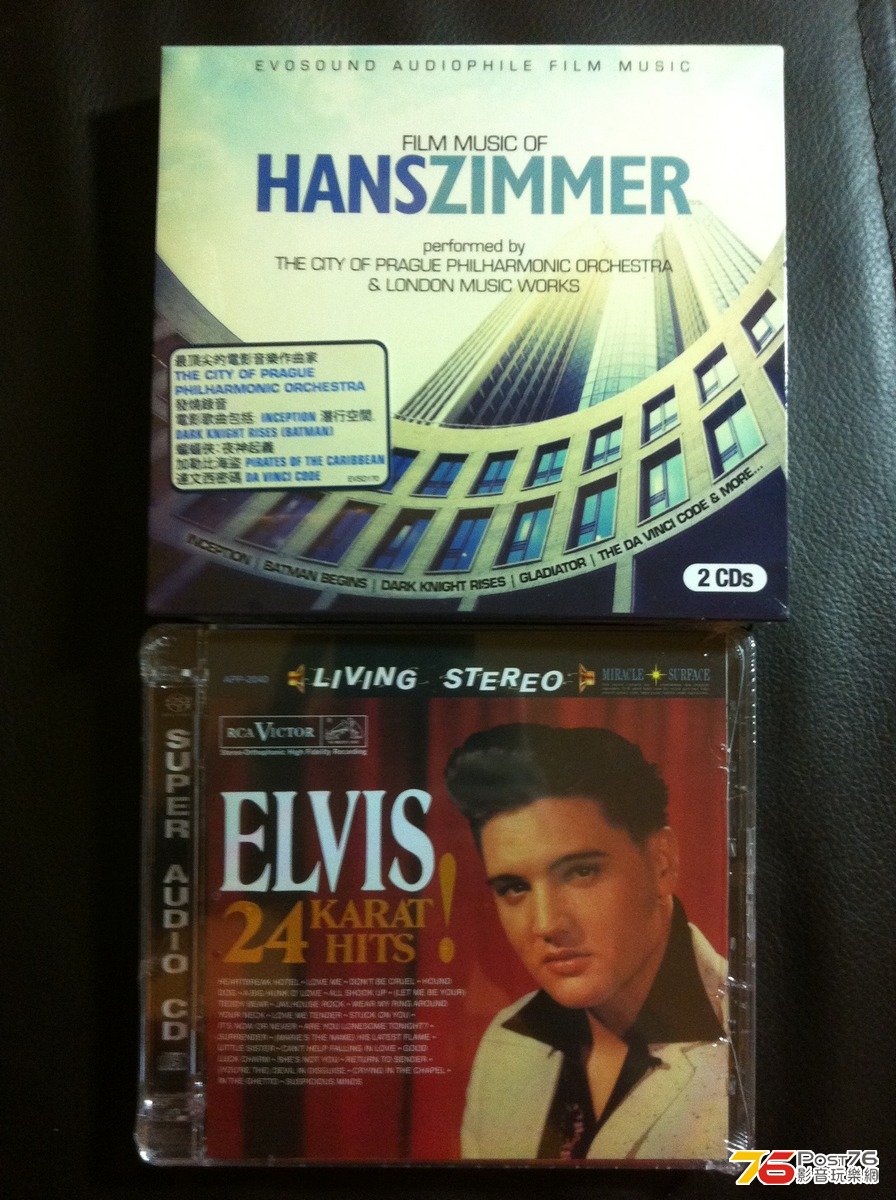 EVOSOUND AUDIOPHILE FILM MUSIC
FILM MUSIC OF
HANSZIMMER
performed by
THE CITY OF PRAGUE PHILHARMONIC ORCHESTRA
& LONDON MUSIC WORKS
最頂尖的電影音樂作曲家
THE CITY OF PRAGUE
PHILHARMONIC ORCHESTRA
發燒錄音
電影歌曲包括: INCEPTION 潛行空間,
DARK KNIGHT RISES (BATMAN)
蝙蝠俠:夜神起義
加勒比海盜 PIRATES OF THE CARIBBEAN
達文西密碼 DA VINCI CODE
INCEPTION | BATMAN BEGINS | DARK KNIGHT RISES | GLADIATOR | THE DA VINCI CODE & MORE...
2 CDs
APP-2040
LIVING STEREO
MIRACLE SURFACE
SUPER AUDIO CD
RCA VICTOR
Stereo-Orthophonic High Fidelity Recording
ELVIS
24 KARAT HITS!
HEARTBREAK HOTEL ~ LOVE ME ~ DON'T BE CRUEL ~ HOUND
DOG ~ A BIG HUNK O' LOVE ~ ALL SHOOK UP ~ (LET ME BE YOUR)
TEDDY BEAR ~ JAILHOUSE ROCK ~ WEAR MY RING AROUND
YOUR NECK ~ LOVE ME TENDER ~ STUCK ON YOU ~
IT'S NOW OR NEVER ~ ARE YOU LONESOME TONIGHT? ~
SURRENDER ~ (MARIE'S THE NAME) HIS LATEST FLAME ~
LITTLE SISTER ~ CAN'T HELP FALLING IN LOVE ~ GOOD
LUCK CHARM ~ SHE'S NOT YOU ~ RETURN TO SENDER ~
(YOU'RE THE) DEVIL IN DISGUISE ~ CRYING IN THE CHAPEL ~
IN THE GHETTO ~ SUSPICIOUS MINDS
76 POST76
影音玩樂網